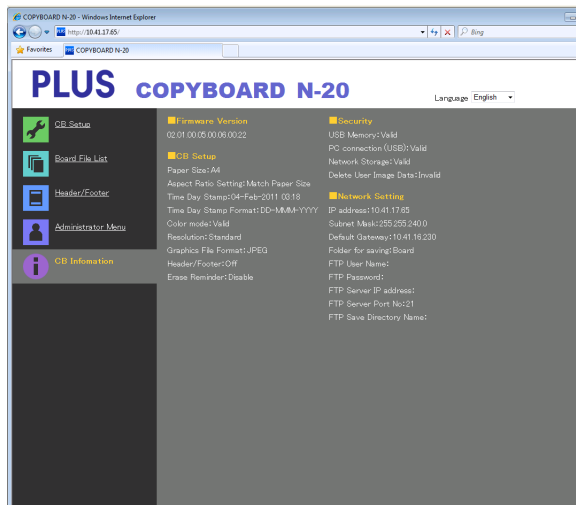 COPYBOARD N-20 - Windows Internet Explorer
http://10.41.17.65/
Bing
Favorites
PLUS COPYBOARD N-20
PLUS COPYBOARD N-20
Language English
CB Setup
Board File List
Header/Footer
Administrator Menu
CB Infomation
■Firmware Version
02.01.00.05.00.06.00.22
■CB Setup
Paper Size:A4
Aspect Ratio Setting:Match Paper Size
Time Day Stamp:04-Feb-2011 03:18
Time Day Stamp Format:DD-MMM-YYYY
Color mode:Valid
Resolution:Standard
Graphics File Format:JPEG
Header/Footer:Off
Erase Reminder:Disable
■Security
USB Memory:Valid
PC connection (USB):Valid
Network Storage:Valid
Delete User Image Data:Invalid
■Network Setting
IP address:10.41.17.65
Subnet Mask:255.255.240.0
Default Gateway:10.41.16.230
Folder for saving:Board
FTP User Name:
FTP Password:
FTP Server IP address:
FTP Server Port No:21
FTP Save Directory Name: